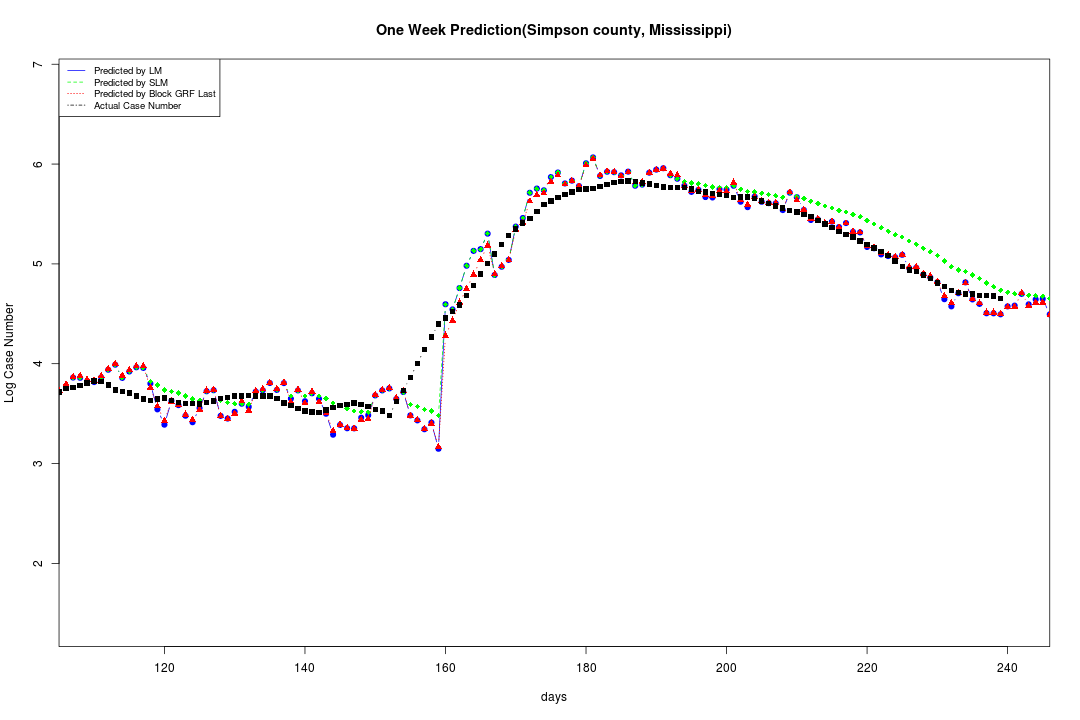 One Week Prediction(Simpson county, Mississippi)
Predicted by LM
Predicted by SLM
Predicted by Block GRF Last
Actual Case Number
7
6
5
4
3
2
Log Case Number
120 140 160 180 200 220 240
days